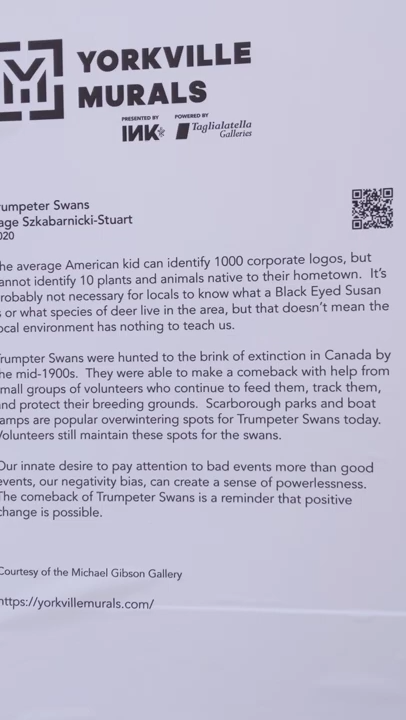 YORKVILLE
MURALS
PRESENTED BY
INK
POWERED BY
Taglialatella
Galleries
umpeter Swans
age Szkabarnicki-Stuart
020
he average American kid can identify 1000 corporate logos, but
annot identify 10 plants and animals native to their hometown. It's
robably not necessary for locals to know what a Black Eyed Susan
or what species of deer live in the area, but that doesn't mean the
ocal environment has nothing to teach us.
rumpter Swans were hunted to the brink of extinction in Canada by
he mid-1900s. They were able to make a comeback with help from
mall groups of volunteers who continue to feed them, track them,
nd protect their breeding grounds. Scarborough parks and boat
amps are popular overwintering spots for Trumpeter Swans today.
Volunteers still maintain these spots for the swans.
Our innate desire to pay attention to bad events more than good
events, our negativity bias, can create a sense of powerlessness.
The comeback of Trumpeter Swans is a reminder that positive
change is possible.
Courtesy of the Michael Gibson Gallery
https://yorkvillemurals.com/